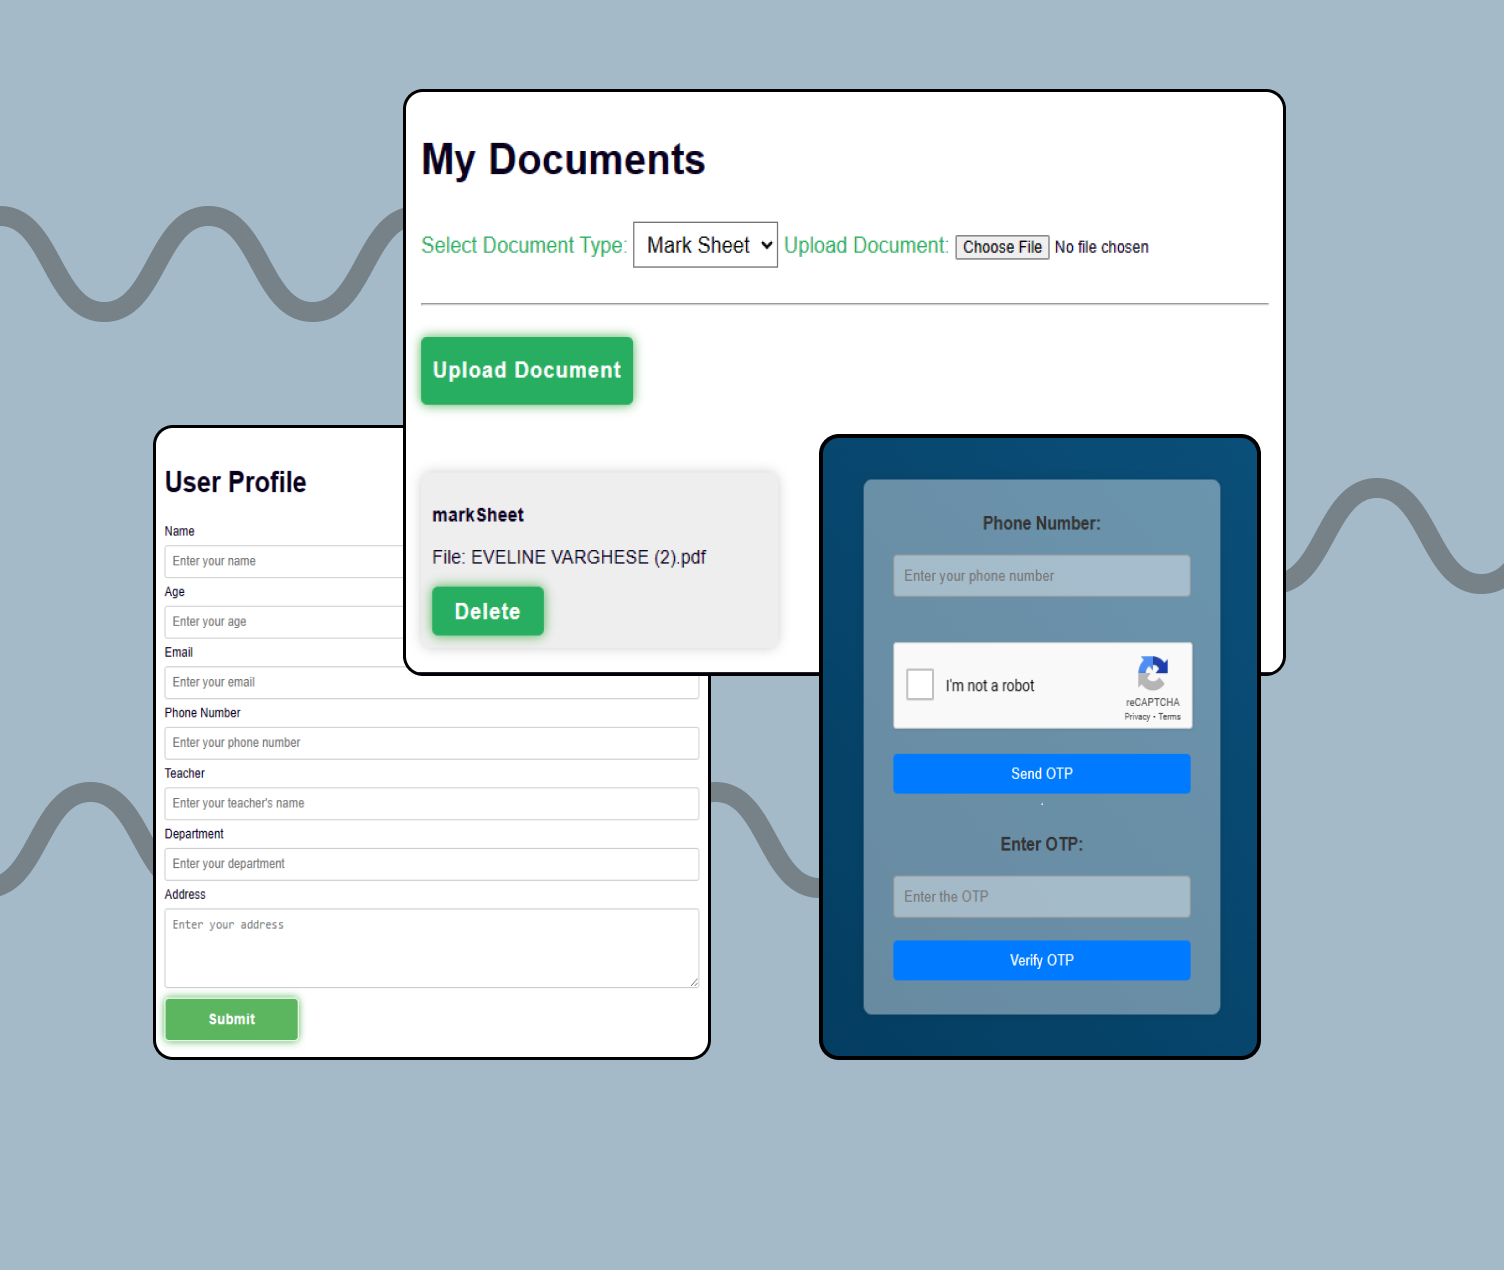 My Documents
Select Document Type: Mark Sheet Upload Document: Choose File No file chosen
Upload Document
markSheet
File: EVELINE VARGHESE (2).pdf
Delete
User Profile
Name
Enter your name
Age
Enter your age
Email
Enter your email
Phone Number
Enter your phone number
Teacher
Enter your teacher's name
Department
Enter your department
Address
Enter your address
Submit
Phone Number:
Enter your phone number
I'm not a robot
reCAPTCHA
Privacy - Terms
Send OTP
Enter OTP:
Enter the OTP
Verify OTP